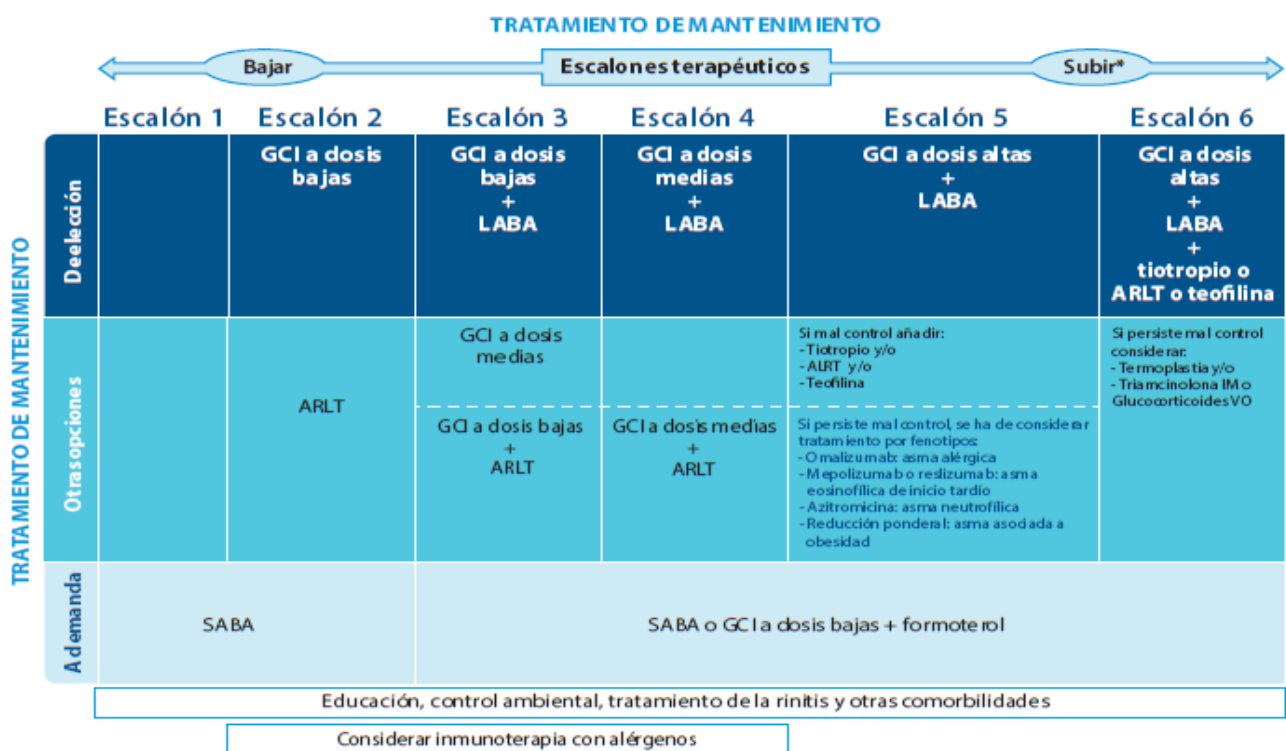 TRATAMIENTO DE MANTENIMIENTO
Bajar
Escalones terapéuticos
Subir*
Escalón 1
Escalón 2
Escalón 3
Escalón 4
Escalón 5
Escalón 6
TRATAMIENTO DE MANTENIMIENTO
De elección
GCI a dosis
bajas
GCI a dosis
bajas
+
LABA
GCI a dosis
medias
+
LABA
GCI a dosis altas
+
LABA
GCI a dosis
altas
+
LABA
+
tiotropio o
ARLT o teofilina
Otras opciones
ARLT
GCI a dosis
medias
GCI a dosis bajas
+
ARLT
GCI a dosis medias
+
ARLT
Si mal control añadir:
- Tiotropio y/o
- ALRT y/o
- Teofilina
Si persiste mal control, se ha de considerar
tratamiento por fenotipos:
- Omalizumab: asma alérgica
- Mepolizumab o reslizumab: asma
eosinofílica de inicio tardío
- Azitromicina: asma neutrofílica
- Reducción ponderal: asma asociada a
obesidad
Si persiste mal control
considerar:
- Termoplastia y/o
- Triamcinolona IM o
Glucocorticoides VO
A demanda
SABA
SABA o GCI a dosis bajas + formoterol
Educación, control ambiental, tratamiento de la rinitis y otras comorbilidades
Considerar inmunoterapia con alérgenos